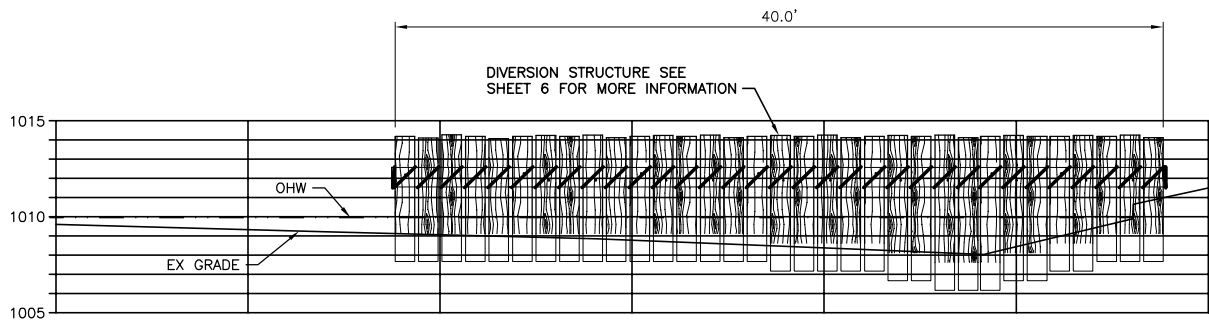 40.0'
DIVERSION STRUCTURE SEE
SHEET 6 FOR MORE INFORMATION
1015
OHW
1010
EX GRADE
1005